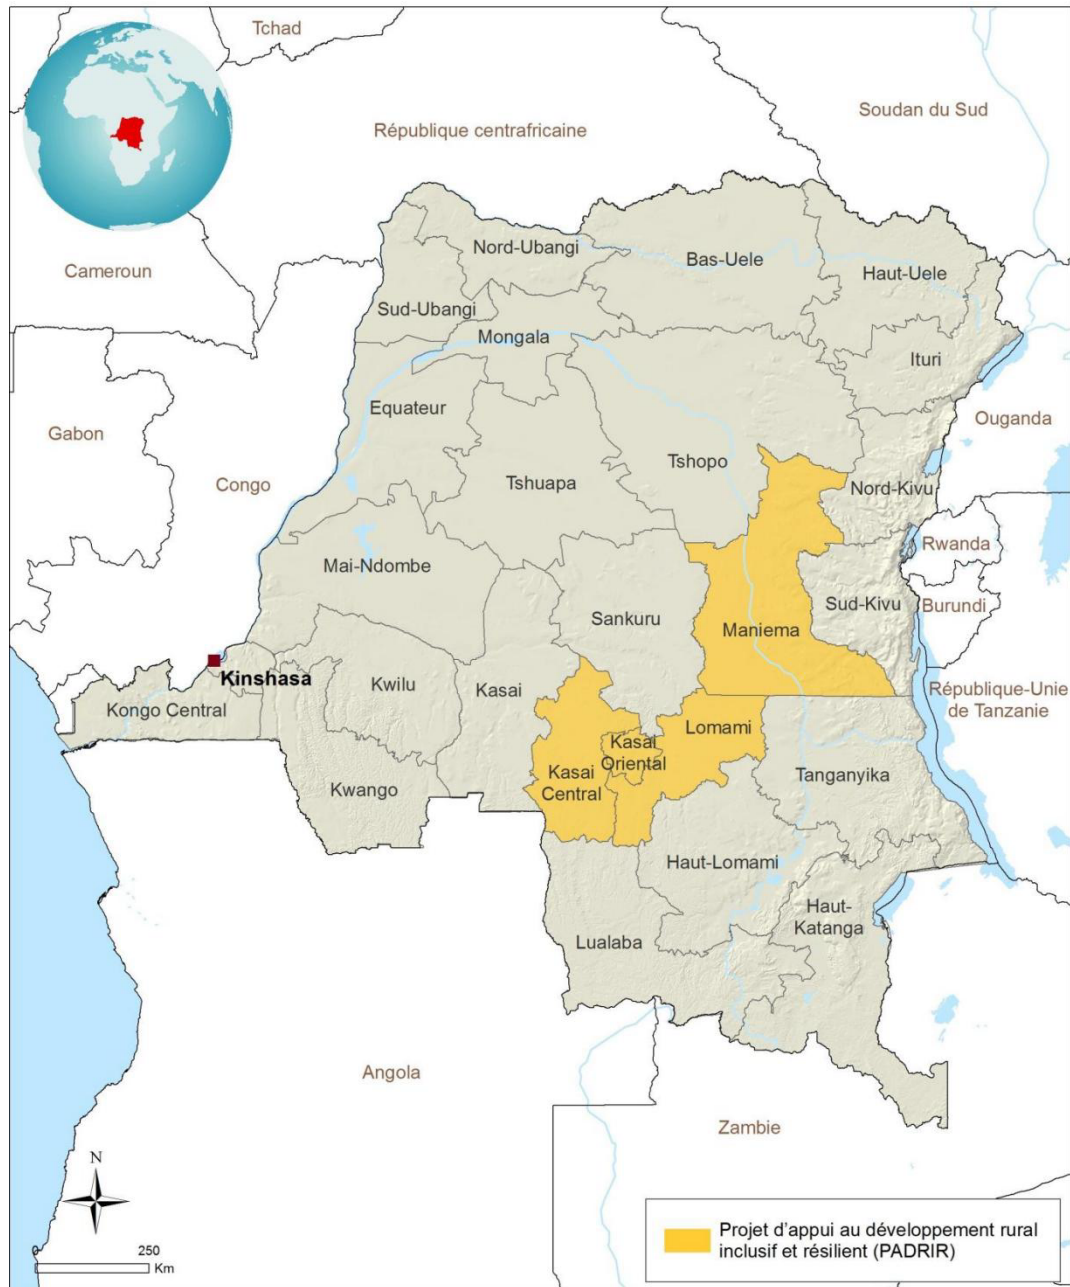 Tchad
Soudan du Sud
République centrafricaine
Nord-Ubangi
Bas-Uele
Haut-Uele
Cameroun
Sud-Ubangi
Mongala
Ituri
Equateur
Ouganda
Gabon
Tshopo
Congo
Tshuapa
Nord-Kivu
Rwanda
Mai-Ndombe
Sud-Kivu
Burundi
Sankuru
Maniema
Kinshasa
Kwilu
Kasai
République-Unie
de Tanzanie
Kongo Central
Lomami
Kasai
Oriental
Kasai
Central
Tanganyika
Kwango
Haut-Lomami
Haut-
Katanga
Lualaba
Angola
Zambie
N
0 250
Km
Projet d'appui au développement rural
inclusif et résilient (PADRIR)